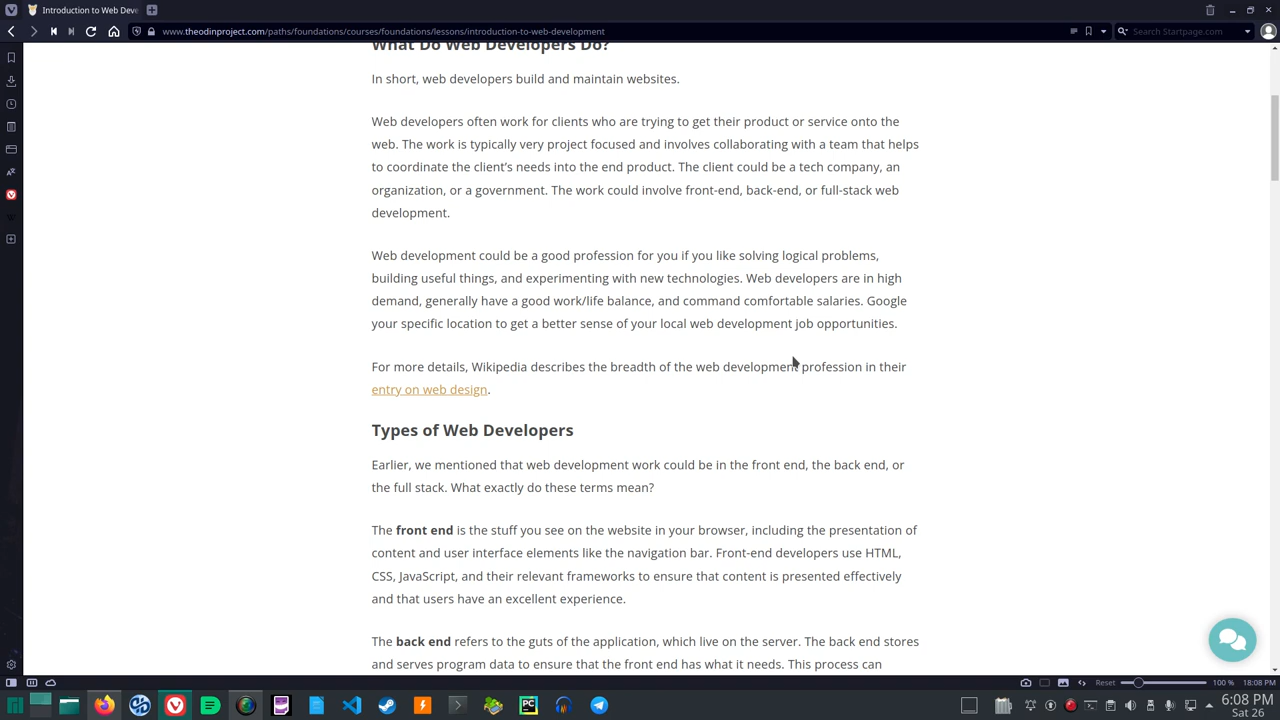 Introduction to Web Deve
www.theodinproject.com/paths/foundations/courses/foundations/lessons/introduction-to-web-development
Search Startpage.com
What Do Web Developers Do?
In short, web developers build and maintain websites.
Web developers often work for clients who are trying to get their product or service onto the
web. The work is typically very project focused and involves collaborating with a team that helps
to coordinate the client's needs into the end product. The client could be a tech company, an
organization, or a government. The work could involve front-end, back-end, or full-stack web
development.
Web development could be a good profession for you if you like solving logical problems,
building useful things, and experimenting with new technologies. Web developers are in high
demand, generally have a good work/life balance, and command comfortable salaries. Google
your specific location to get a better sense of your local web development job opportunities.
For more details, Wikipedia describes the breadth of the web development profession in their
entry on web design.
Types of Web Developers
Earlier, we mentioned that web development work could be in the front end, the back end, or
the full stack. What exactly do these terms mean?
The front end is the stuff you see on the website in your browser, including the presentation of
content and user interface elements like the navigation bar. Front-end developers use HTML,
CSS, JavaScript, and their relevant frameworks to ensure that content is presented effectively
and that users have an excellent experience.
The back end refers to the guts of the application, which live on the server. The back end stores
and serves program data to ensure that the front end has what it needs. This process can
Reset
100 %
18:08 PM
PC
6:08 PM
Sat 26